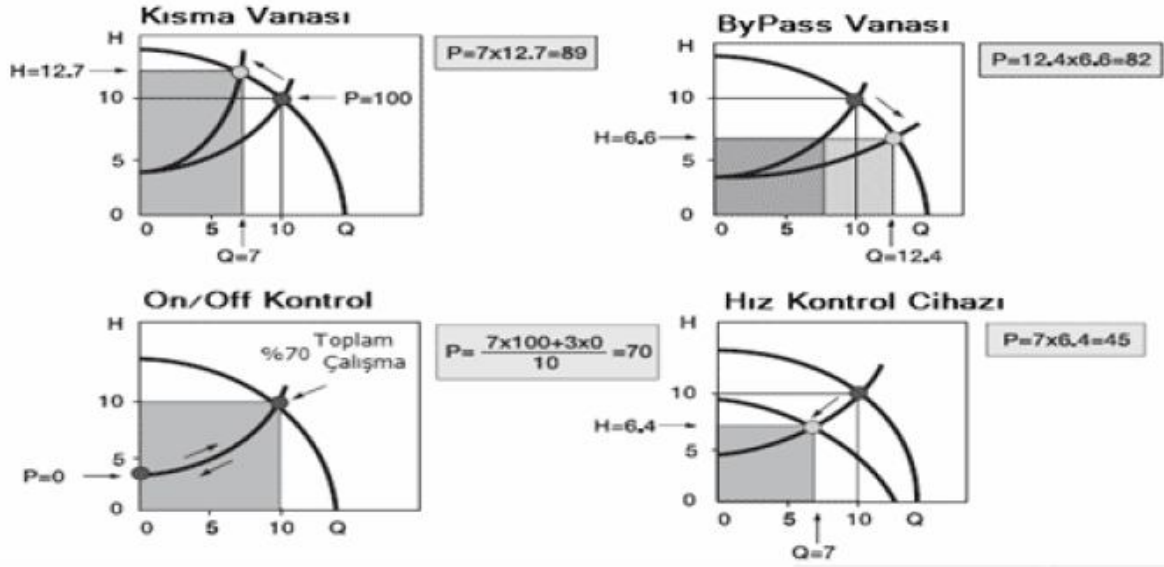 Kısma Vanası
H
H=12.7
10
5
0
0
5
10
Q
Q=7
P=100
P=7x12.7=89
ByPass Vanası
H
10
H=6.6
5
0
0
5
10
Q
Q=12.4
P=12.4x6.6=82
On/Off Kontrol
H
%70 Toplam
Çalışma
10
5
P=0
0
0
5
10
Q
P= 7x100+3x0 =70
10
Hız Kontrol Cihazı
H
10
H=6.4
5
0
0
5
10
Q
Q=7
P=7x6.4=45